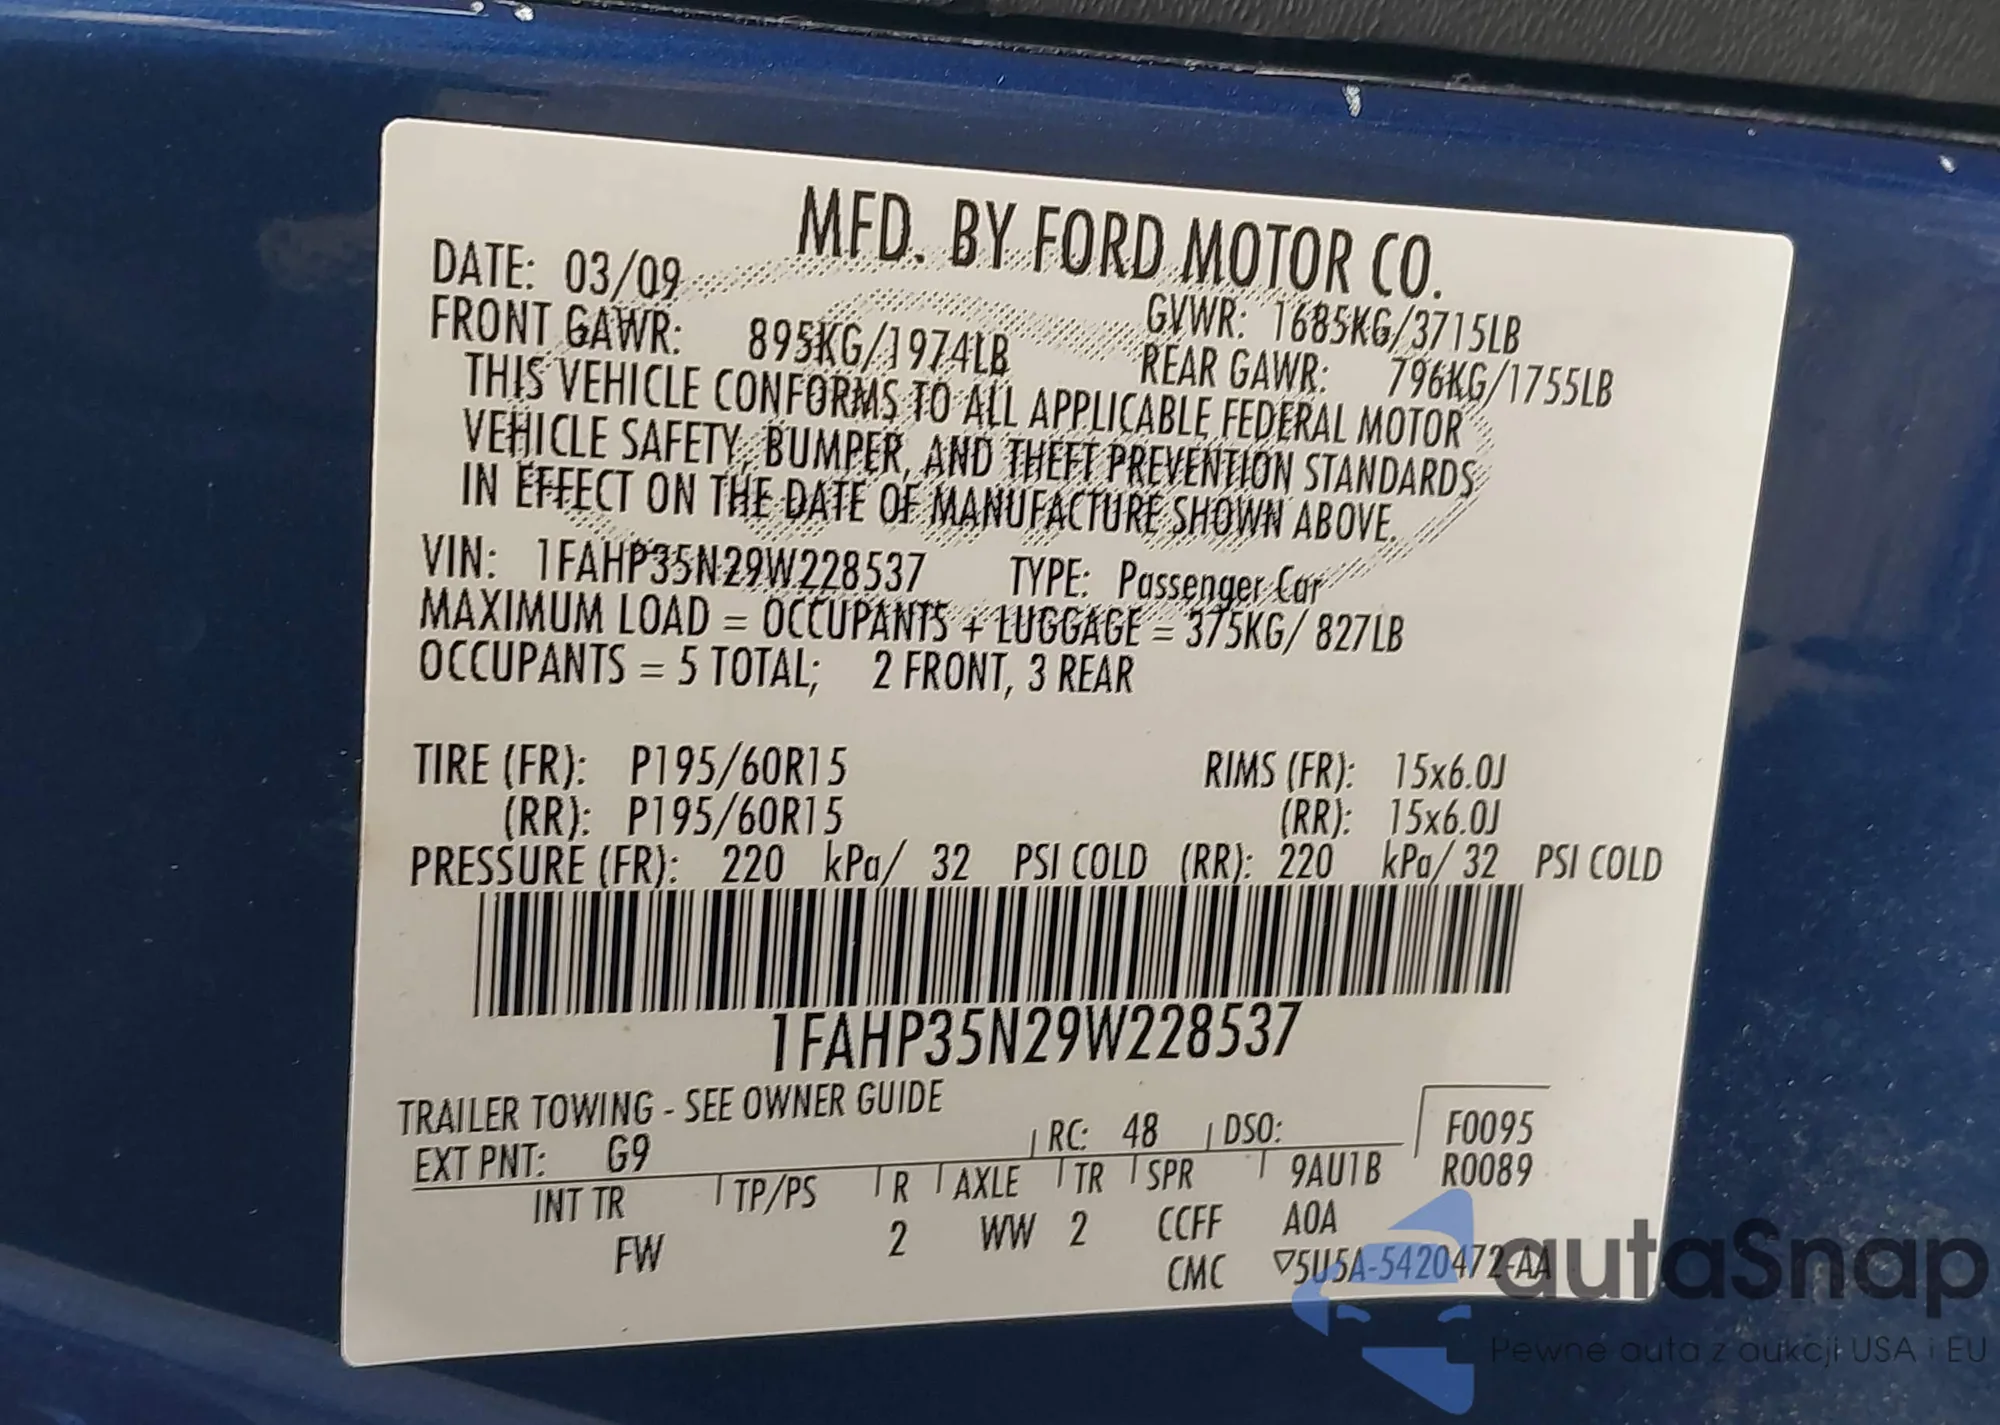 MFD. BY FORD MOTOR CO.
DATE: 03/09
GVWR: 1685KG/3715LB
FRONT GAWR: 895KG/1974LB
REAR GAWR: 796KG/1755LB
THIS VEHICLE CONFORMS TO ALL APPLICABLE FEDERAL MOTOR
VEHICLE SAFETY, BUMPER, AND THEFT PREVENTION STANDARDS
IN EFFECT ON THE DATE OF MANUFACTURE SHOWN ABOVE.
VIN: 1FAHP35N29W228537 TYPE: Passenger Car
MAXIMUM LOAD = OCCUPANTS + LUGGAGE = 375KG/ 827LB
OCCUPANTS = 5 TOTAL; 2 FRONT, 3 REAR
TIRE (FR): P195/60R15 RIMS (FR): 15x6.0J
(RR): P195/60R15 (RR): 15x6.0J
PRESSURE (FR): 220 kPa/ 32 PSI COLD (RR): 220 kPa/ 32 PSI COLD
1FAHP35N29W228537
TRAILER TOWING - SEE OWNER GUIDE
EXT PNT: G9 RC: 48 DSO: F0095
INT TR TP/PS R AXLE TR SPR 9AU1B R0089
FW 2 WW 2 CCFF A0A
CMC ▽5U5A-5420472-AA
autaSnap
Pewne auta z aukcji USA i EU